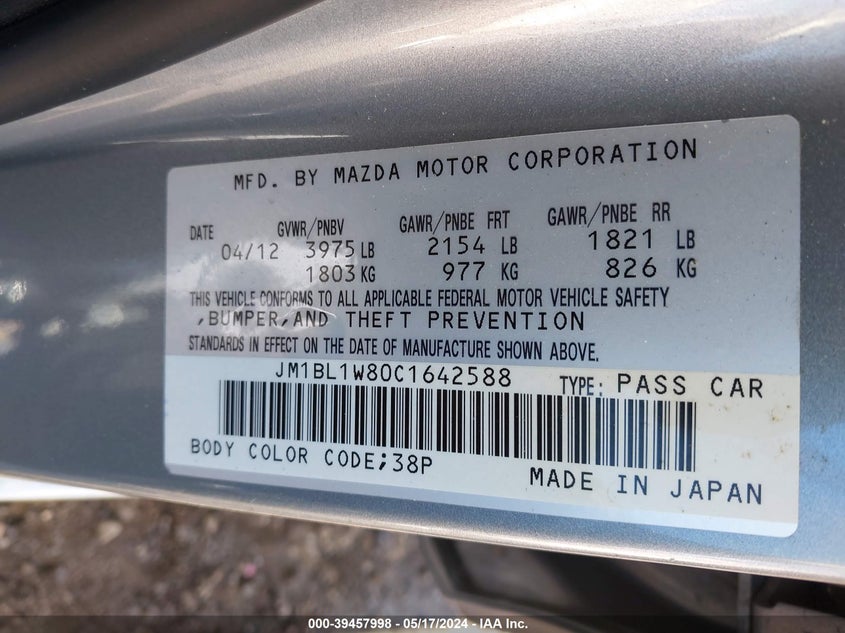 MFD. BY MAZDA MOTOR CORPORATION
DATE GVWR/PNBV GAWR/PNBE FRT GAWR/PNBE RR
04/12 3975 LB 2154 LB 1821 LB
1803 KG 977 KG 826 KG
THIS VEHICLE CONFORMS TO ALL APPLICABLE FEDERAL MOTOR VEHICLE SAFETY
,BUMPER,AND THEFT PREVENTION
STANDARDS IN EFFECT ON THE DATE OF MANUFACTURE SHOWN ABOVE.
JM1BL1W80C1642588 TYPE: PASS CAR
BODY COLOR CODE;38P
MADE IN JAPAN
000-39457998 - 05/17/2024 - IAA Inc.